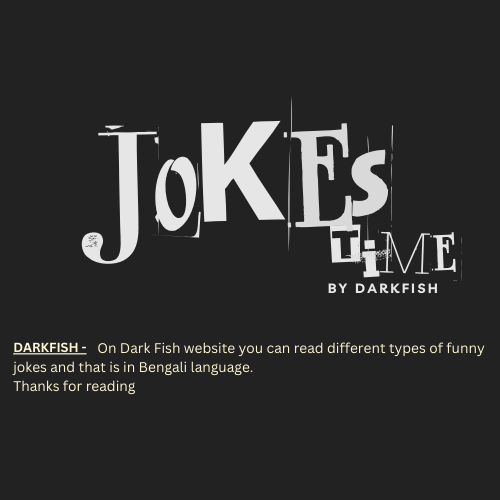 JoKEs
TiME
BY DARKFISH
DARKFISH - On Dark Fish website you can read different types of funny
jokes and that is in Bengali language.
Thanks for reading